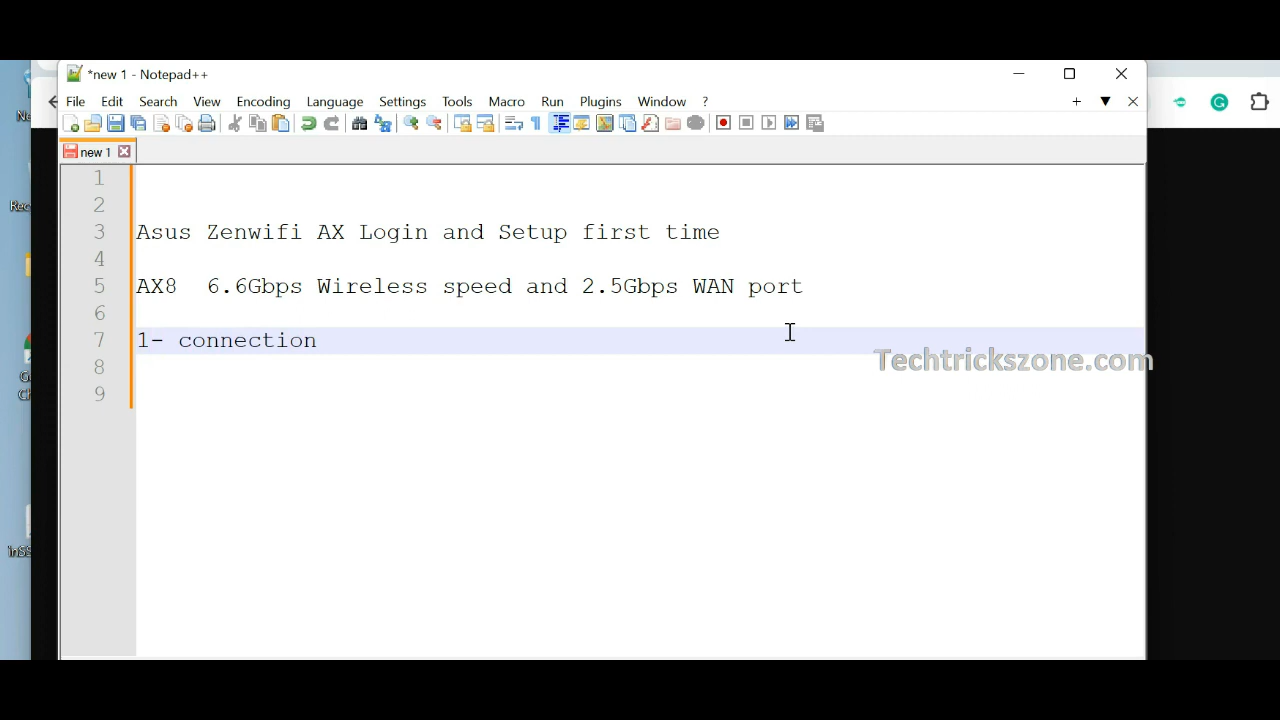 *new 1 - Notepad++
File Edit Search View Encoding Language Settings Tools Macro Run Plugins Window ?
new 1
1
2
3 Asus Zenwifi AX Login and Setup first time
4
5 AX8 6.6Gbps Wireless speed and 2.5Gbps WAN port
6
7 1- connection
8
9
Techtrickszone.com